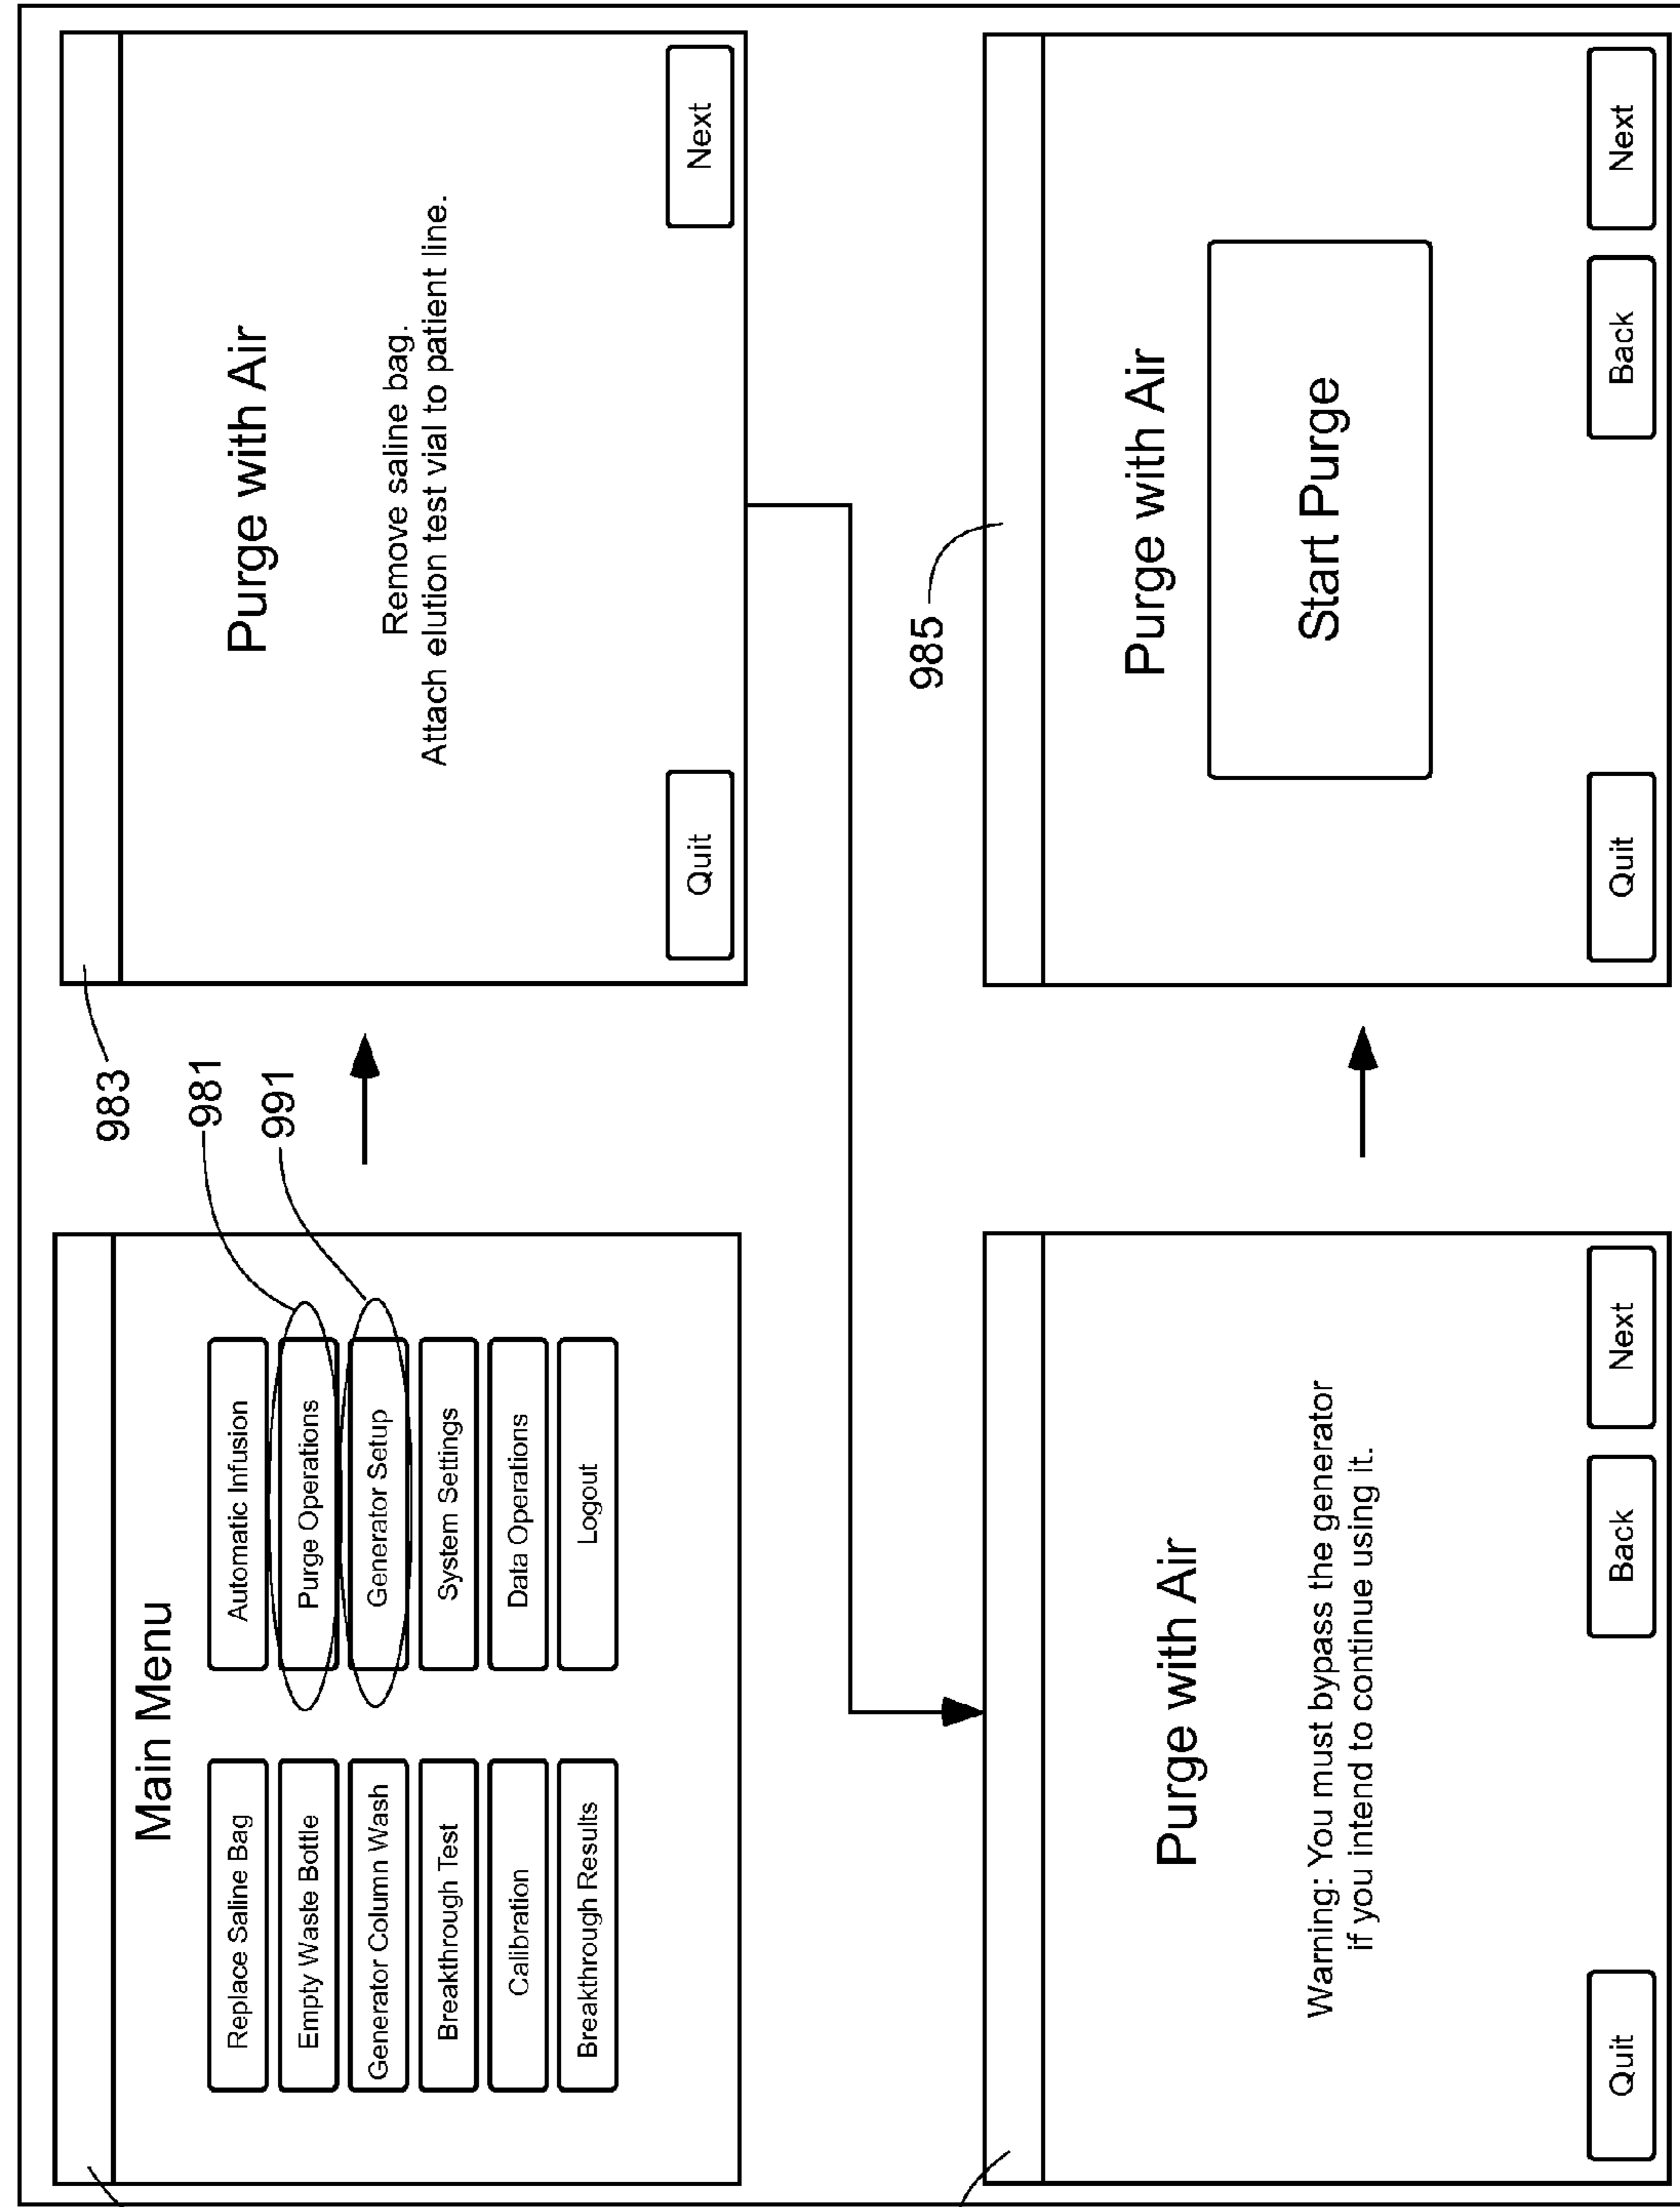 Main Menu
Replace Saline Bag
Empty Waste Bottle
Generator Column Wash
Breakthrough Test
Calibration
Breakthrough Results
Automatic Infusion
Purge Operations
Generator Setup
System Settings
Data Operations
Logout
981
991
983
Purge with Air
Remove saline bag.
Attach elution test vial to patient line.
Quit
Next
Purge with Air
Warning: You must bypass the generator
if you intend to continue using it.
Quit
Back
Next
985
Purge with Air
Start Purge
Quit
Back
Next